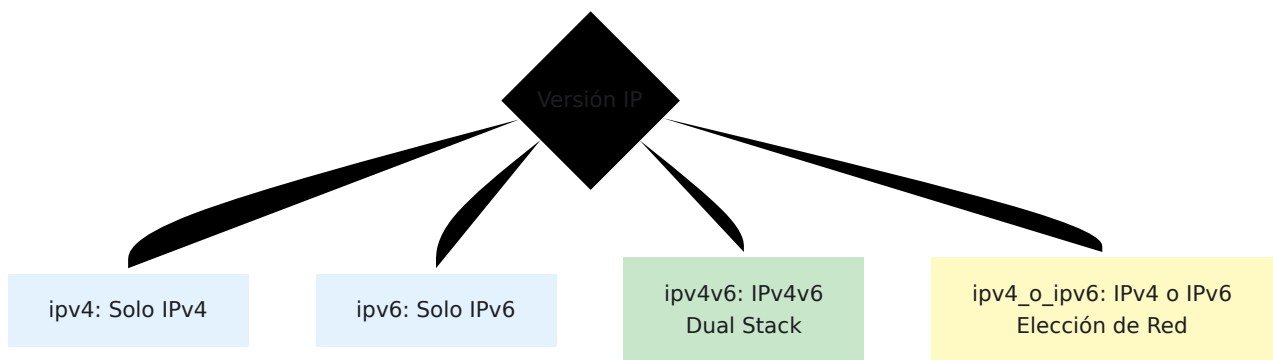 Versión IP
ipv4: Solo IPv4
ipv6: Solo IPv6
ipv4v6: IPv4v6
Dual Stack
ipv4_o_ipv6: IPv4 o IPv6
Elección de Red